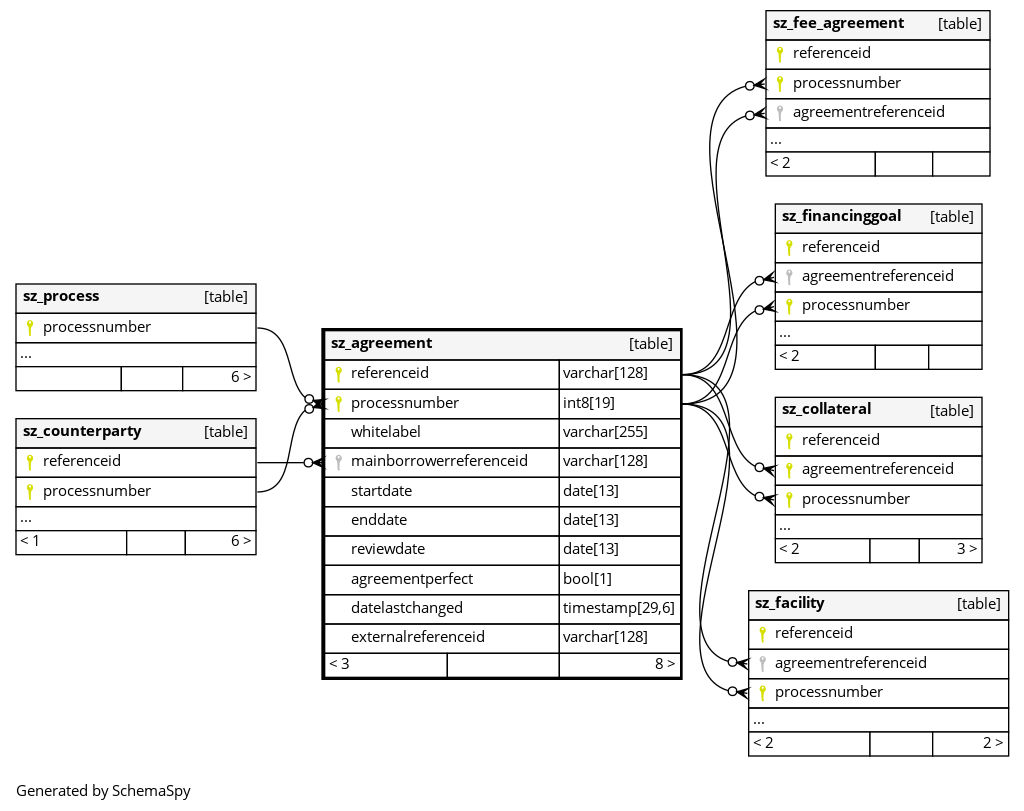 sz_fee_agreement [table]
referenceid
processnumber
agreementreferenceid
...
< 2
sz_financinggoal [table]
referenceid
agreementreferenceid
processnumber
...
< 2
sz_process [table]
processnumber
...
6 >
sz_counterparty [table]
referenceid
processnumber
...
< 1 6 >
sz_agreement [table]
referenceid varchar[128]
processnumber int8[19]
whitelabel varchar[255]
mainborrowerreferenceid varchar[128]
startdate date[13]
enddate date[13]
reviewdate date[13]
agreementperfect bool[1]
datelastchanged timestamp[29,6]
externalreferenceid varchar[128]
< 3 8 >
sz_collateral [table]
referenceid
agreementreferenceid
processnumber
...
< 2 3 >
sz_facility [table]
referenceid
agreementreferenceid
processnumber
...
< 2 2 >
Generated by SchemaSpy